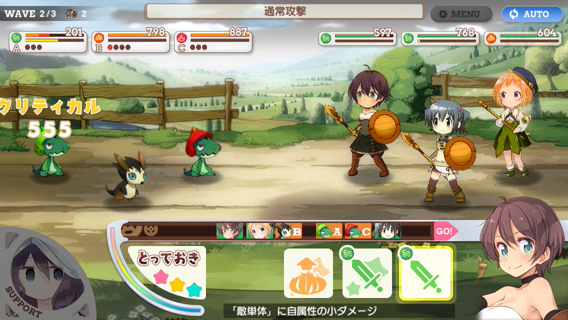 WAVE 2/3 2
通常攻撃
MENU
AUTO
201
798
887
597
768
604
A
B
C
クリティカル
555
B
A
C
GO!
とっておき
SUPPORT
「敵単体」に自属性の小ダメージ